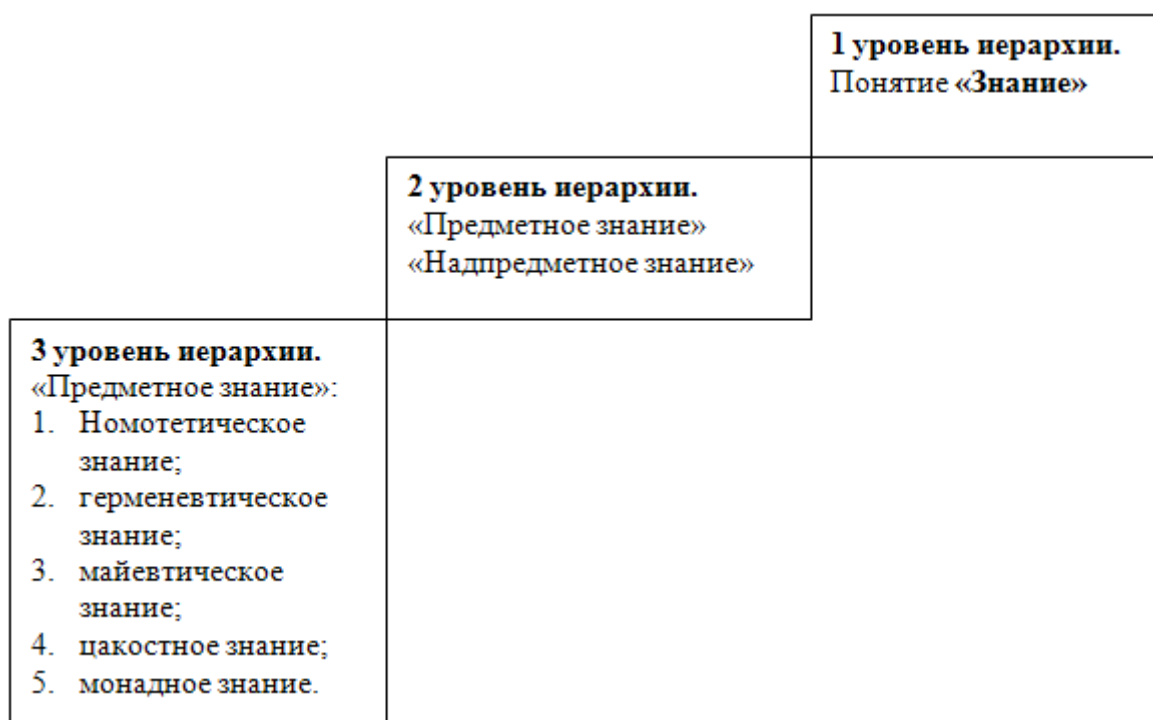 1 уровень иерархии.
Понятие «Знание»
2 уровень иерархии.
«Предметное знание»
«Надпредметное знание»
3 уровень иерархии.
«Предметное знание»:
1. Номотетическое
знание;
2. герменевтическое
знание;
3. майевтическое
знание;
4. цакостное знание;
5. монадное знание.